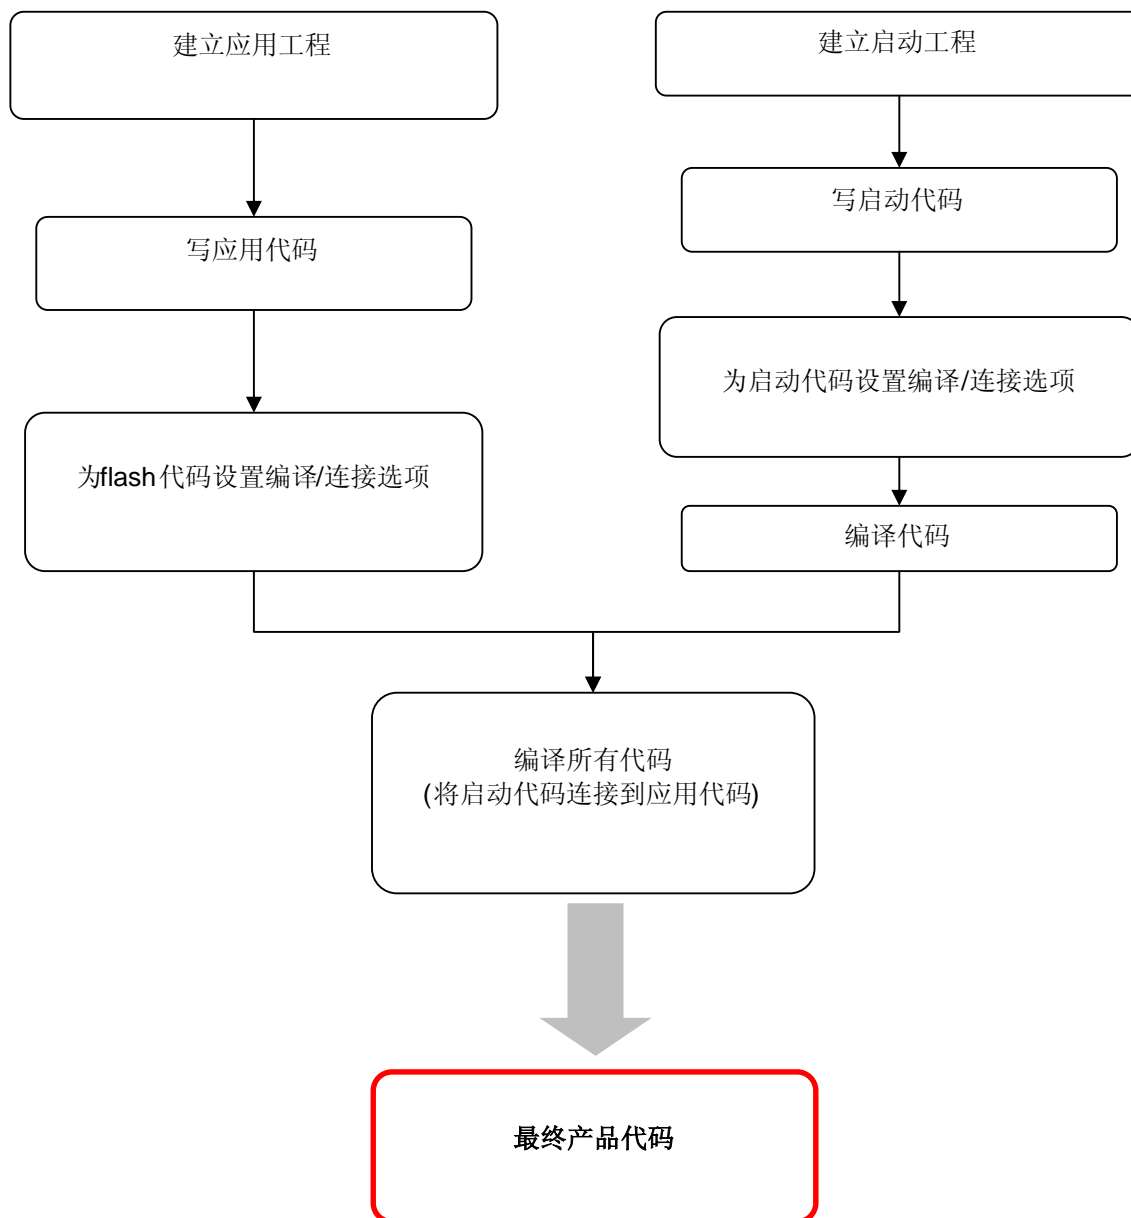 建立应用工程
建立启动工程
写启动代码
写应用代码
为启动代码设置编译/连接选项
为flash代码设置编译/连接选项
编译代码
编译所有代码
(将启动代码连接到应用代码)
最终产品代码